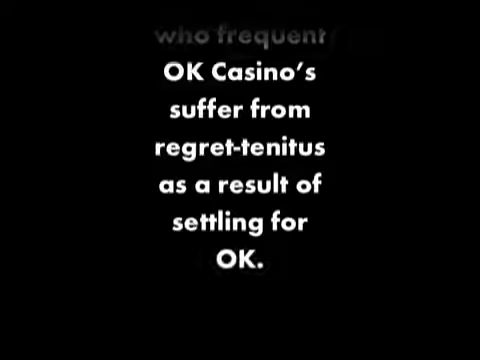 who frequent
OK Casino's
suffer from
regret-tenitus
as a result of
settling for
OK.